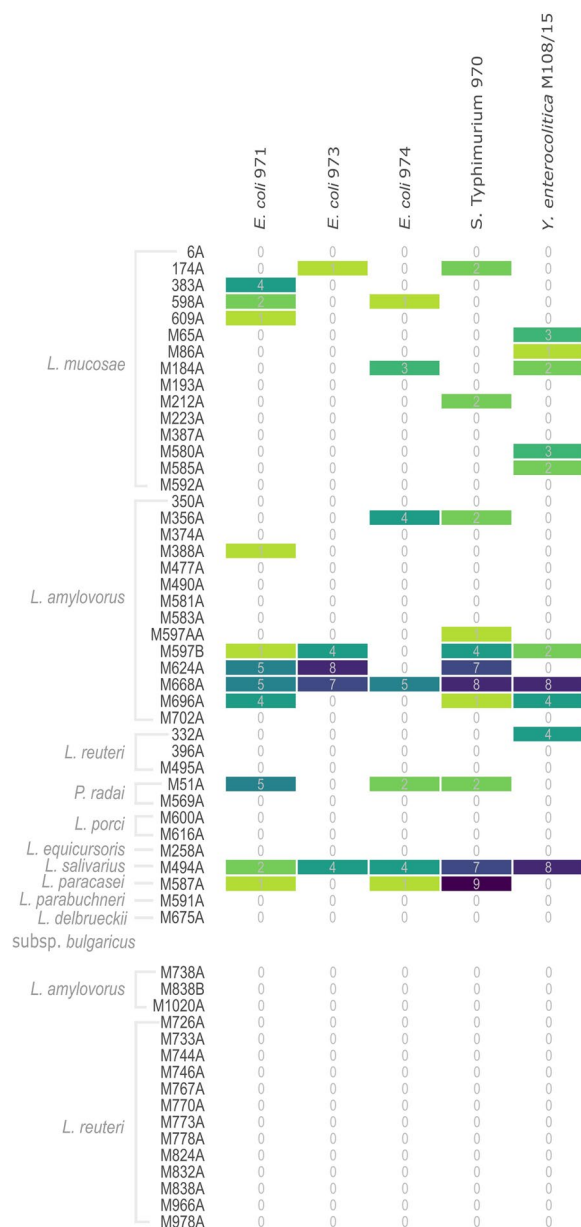 E. coli 971
E. coli 973
E. coli 974
S. Typhimurium 970
Y. enterocolitica M108/15
6A 0 0 0 0 0
174A 0 1 0 2 0
383A 4 0 0 0 0
598A 2 0 1 0 0
609A 1 0 0 0 0
M65A 0 0 0 0 3
M86A 0 0 0 0 1
L. mucosae M184A 0 0 3 0 2
M193A 0 0 0 0 0
M212A 0 0 0 2 0
M223A 0 0 0 0 0
M387A 0 0 0 0 0
M580A 0 0 0 0 3
M585A 0 0 0 0 2
M592A 0 0 0 0 0
350A 0 0 0 0 0
M356A 0 0 4 2 0
M374A 0 0 0 0 0
M388A 1 0 0 0 0
M477A 0 0 0 0 0
M490A 0 0 0 0 0
M581A 0 0 0 0 0
L. amylovorus M583A 0 0 0 0 0
M597AA 0 0 0 1 0
M597B 1 4 0 4 2
M624A 5 8 0 7 0
M668A 5 7 5 8 8
M696A 4 0 0 1 4
M702A 0 0 0 0 0
332A 0 0 0 0 4
L. reuteri 396A 0 0 0 0 0
M495A 0 0 0 0 0
P. radai M51A 5 0 2 2 0
M569A 0 0 0 0 0
L. porci M600A 0 0 0 0 0
M616A 0 0 0 0 0
L. equicursoris M258A 0 0 0 0 0
L. salivarius M494A 2 4 4 7 8
L. paracasei M587A 1 0 1 9 0
L. parabuchneri M591A 0 0 0 0 0
L. delbrueckii M675A 0 0 0 0 0
subsp. bulgaricus
M738A 0 0 0 0 0
L. amylovorus M838B 0 0 0 0 0
M1020A 0 0 0 0 0
M726A 0 0 0 0 0
M733A 0 0 0 0 0
M744A 0 0 0 0 0
M746A 0 0 0 0 0
M767A 0 0 0 0 0
M770A 0 0 0 0 0
L. reuteri M773A 0 0 0 0 0
M778A 0 0 0 0 0
M824A 0 0 0 0 0
M832A 0 0 0 0 0
M838A 0 0 0 0 0
M966A 0 0 0 0 0
M978A 0 0 0 0 0